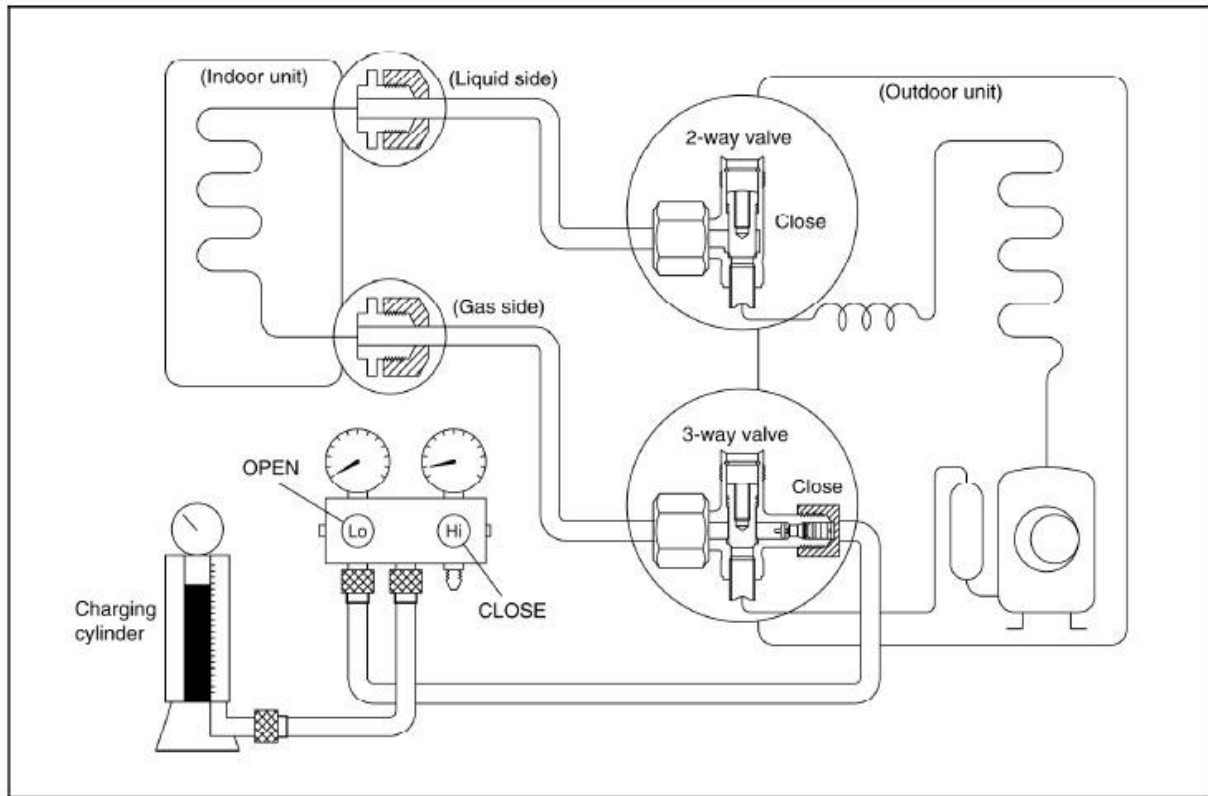 (Indoor unit)
(Liquid side)
(Outdoor unit)
2-way valve
Close
(Gas side)
3-way valve
Close
OPEN
Lo
Hi
CLOSE
Charging
cylinder